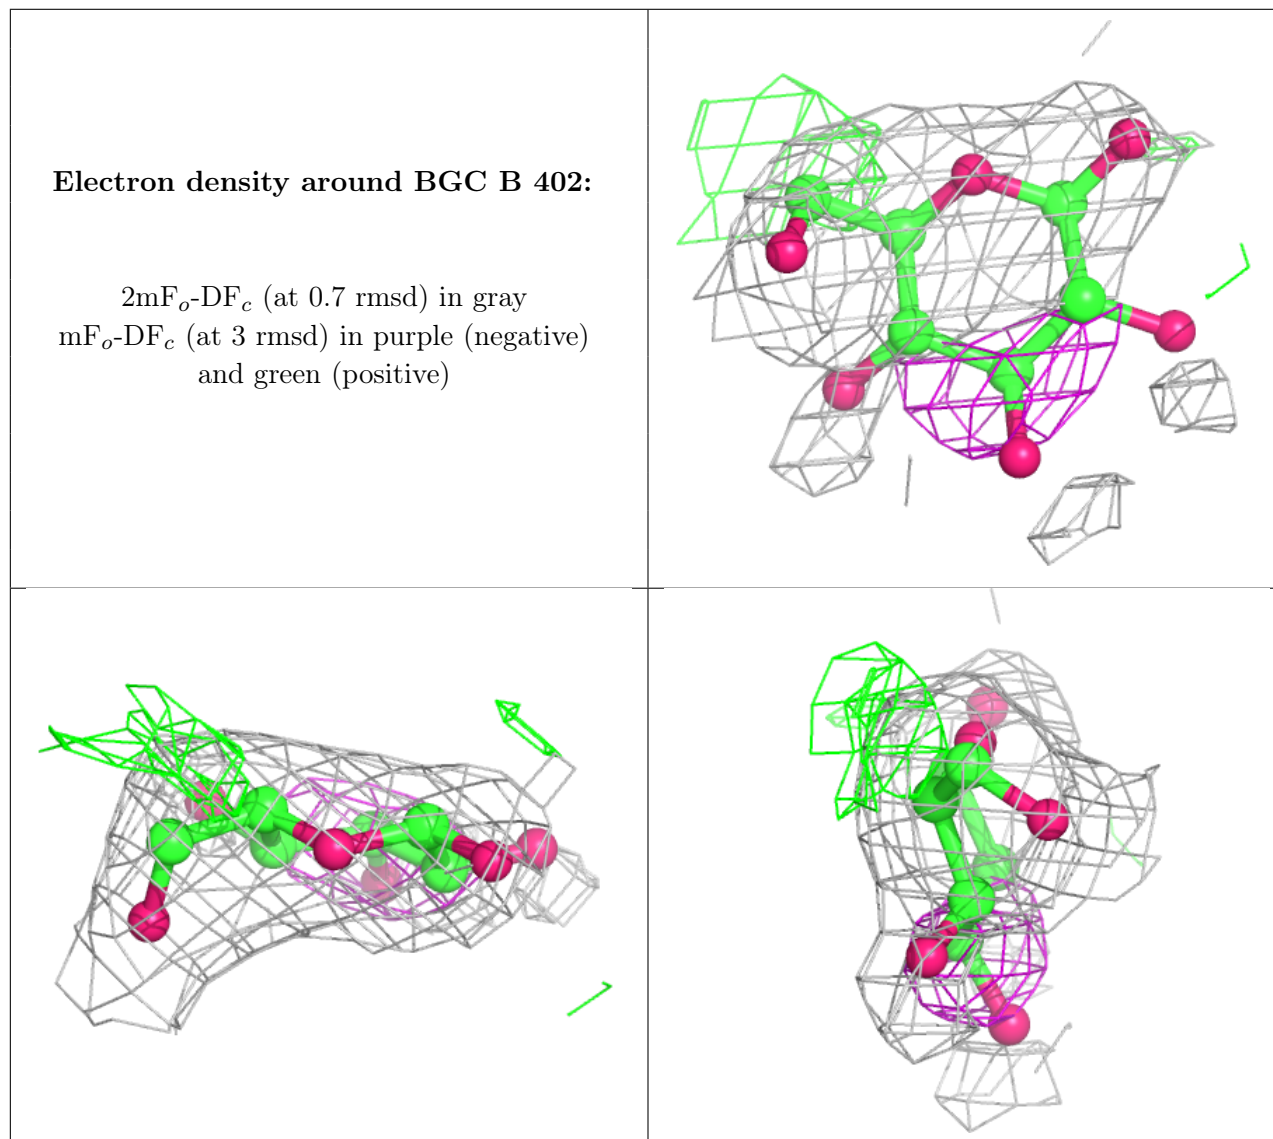 Electron density around BGC B 402:
2mFo-DFc (at 0.7 rmsd) in gray
mFo-DFc (at 3 rmsd) in purple (negative)
and green (positive)